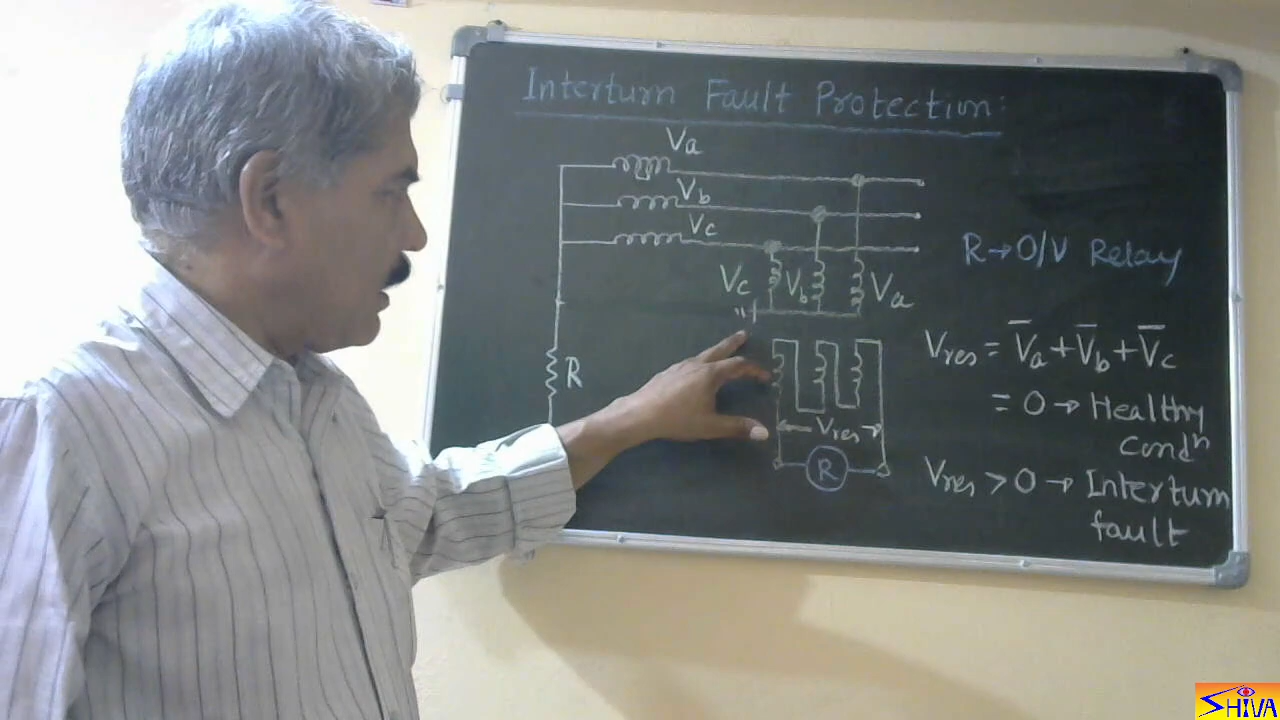 Interturn Fault Protection:
Va
Vb
Vc
R→O/V Relay
Vc Vb Va
Vres = V̅a + V̅b + V̅c
= 0 → Healthy
Condn
R
Vres
R
Vres > 0 → Interturn
fault
SHIVA